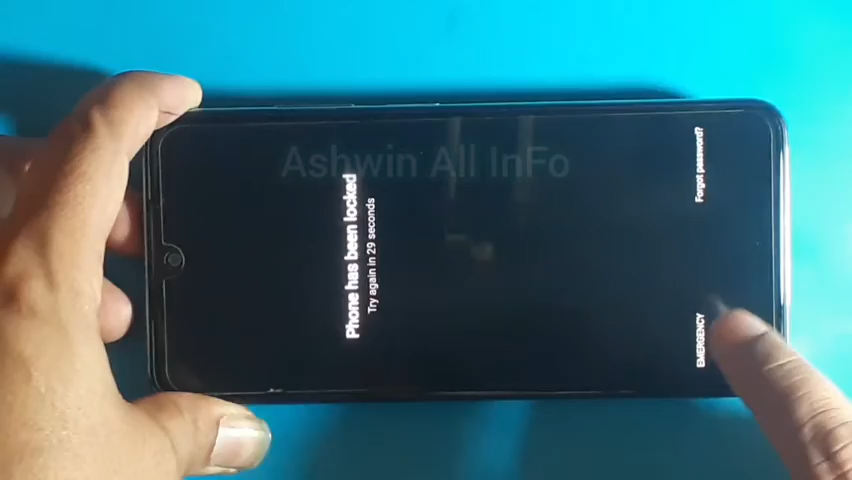 Ashwin All InFo
Phone has been locked
Try again in 29 seconds
EMERGENCY
Forgot password?